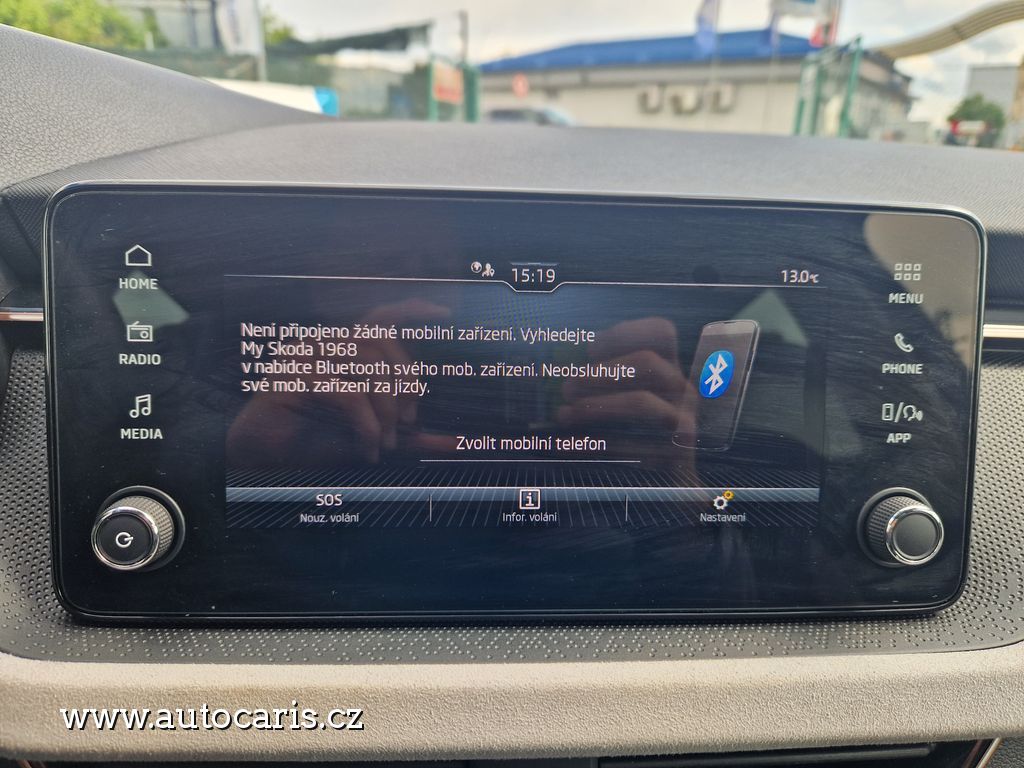 15:19
13.0°C
HOME
RADIO
MEDIA
MENU
PHONE
APP
Není připojeno žádné mobilní zařízení. Vyhledejte
My Skoda 1968
v nabídce Bluetooth svého mob. zařízení. Neobsluhujte
své mob. zařízení za jízdy.
Zvolit mobilní telefon
SOS
Nouz. volání
i
Infor. volání
Nastavení
www.autocaris.cz